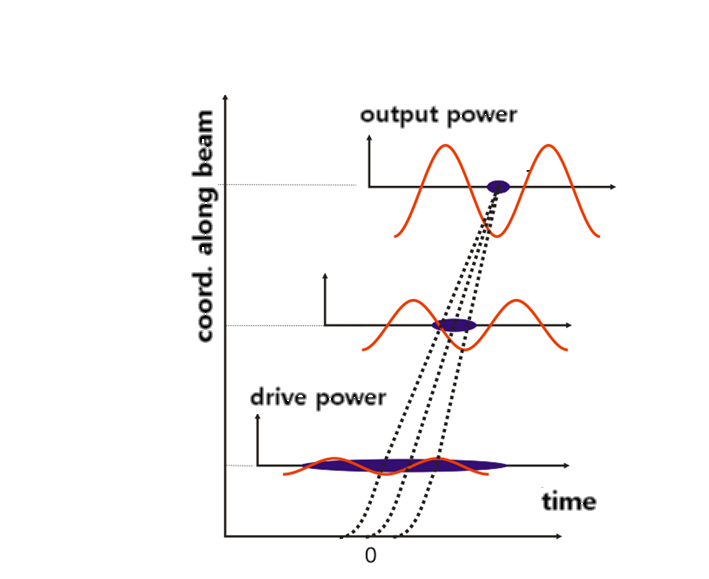 output power
coord. along beam
drive power
time
0